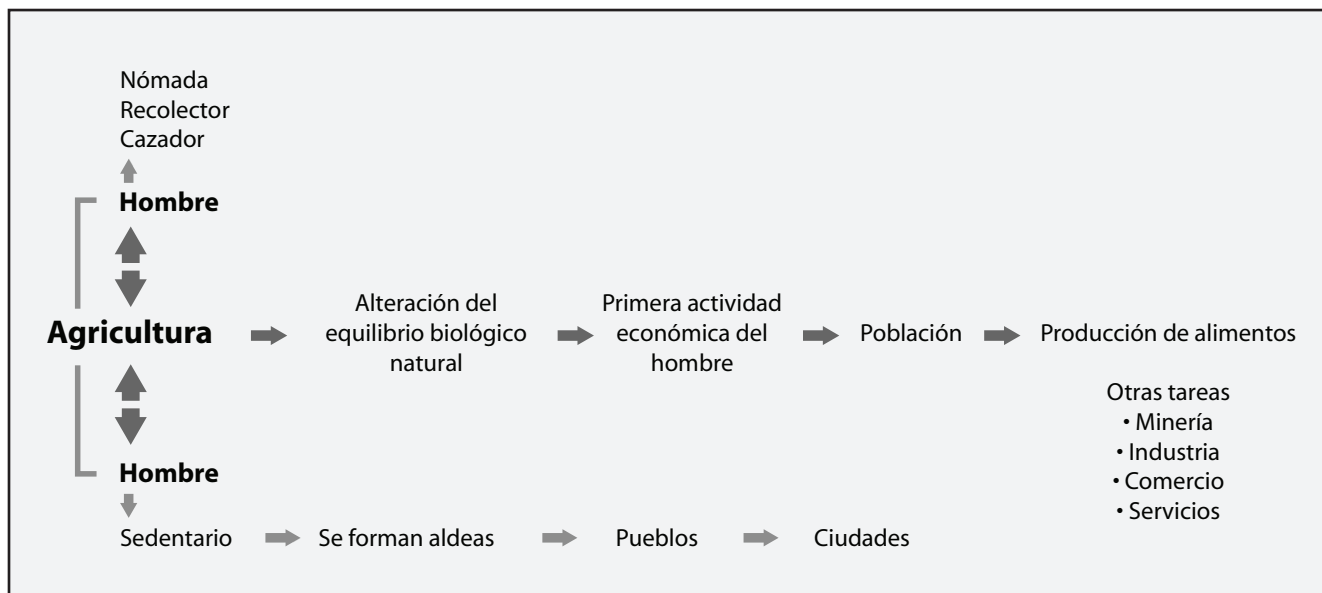 Nómada
Recolector
Cazador
Hombre
Agricultura
Alteración del
equilibrio biológico
natural
Primera actividad
económica del
hombre
Población
Producción de alimentos
Otras tareas
• Minería
• Industria
• Comercio
• Servicios
Hombre
Sedentario
Se forman aldeas
Pueblos
Ciudades